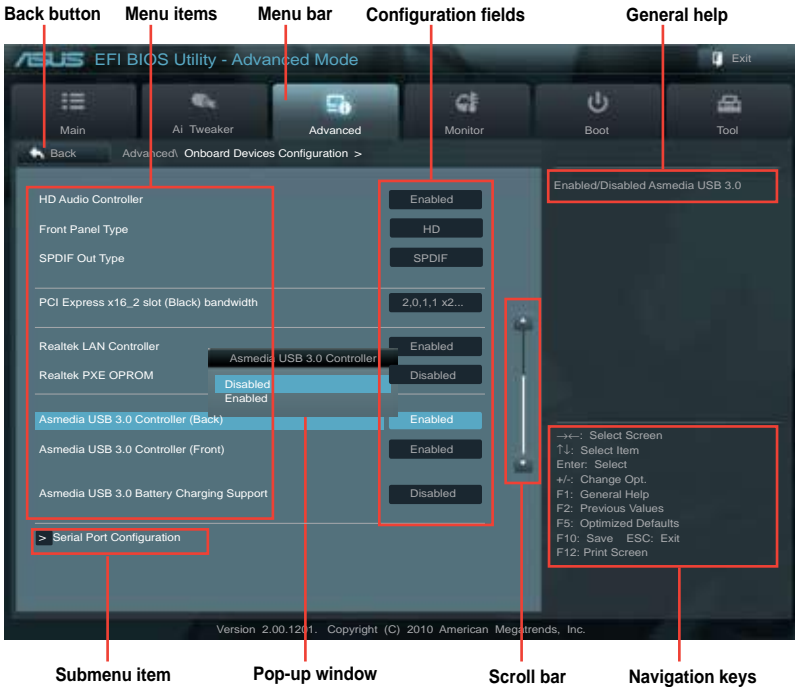 Back button Menu items Menu bar Configuration fields General help
ASUS EFI BIOS Utility - Advanced Mode Exit
Main Ai Tweaker Advanced Monitor Boot Tool
Back Advanced\ Onboard Devices Configuration >
Enabled/Disabled Asmedia USB 3.0
HD Audio Controller Enabled
Front Panel Type HD
SPDIF Out Type SPDIF
PCI Express x16_2 slot (Black) bandwidth 2,0,1,1 x2...
Realtek LAN Controller Enabled
Asmedia USB 3.0 Controller
Realtek PXE OPROM Disabled
Disabled
Enabled
Asmedia USB 3.0 Controller (Back) Enabled
Asmedia USB 3.0 Controller (Front) Enabled
Asmedia USB 3.0 Battery Charging Support Disabled
> Serial Port Configuration
→←: Select Screen
↑↓: Select Item
Enter: Select
+/-: Change Opt.
F1: General Help
F2: Previous Values
F5: Optimized Defaults
F10: Save ESC: Exit
F12: Print Screen
Version 2.00.1201. Copyright (C) 2010 American Megatrends, Inc.
Submenu item Pop-up window Scroll bar Navigation keys